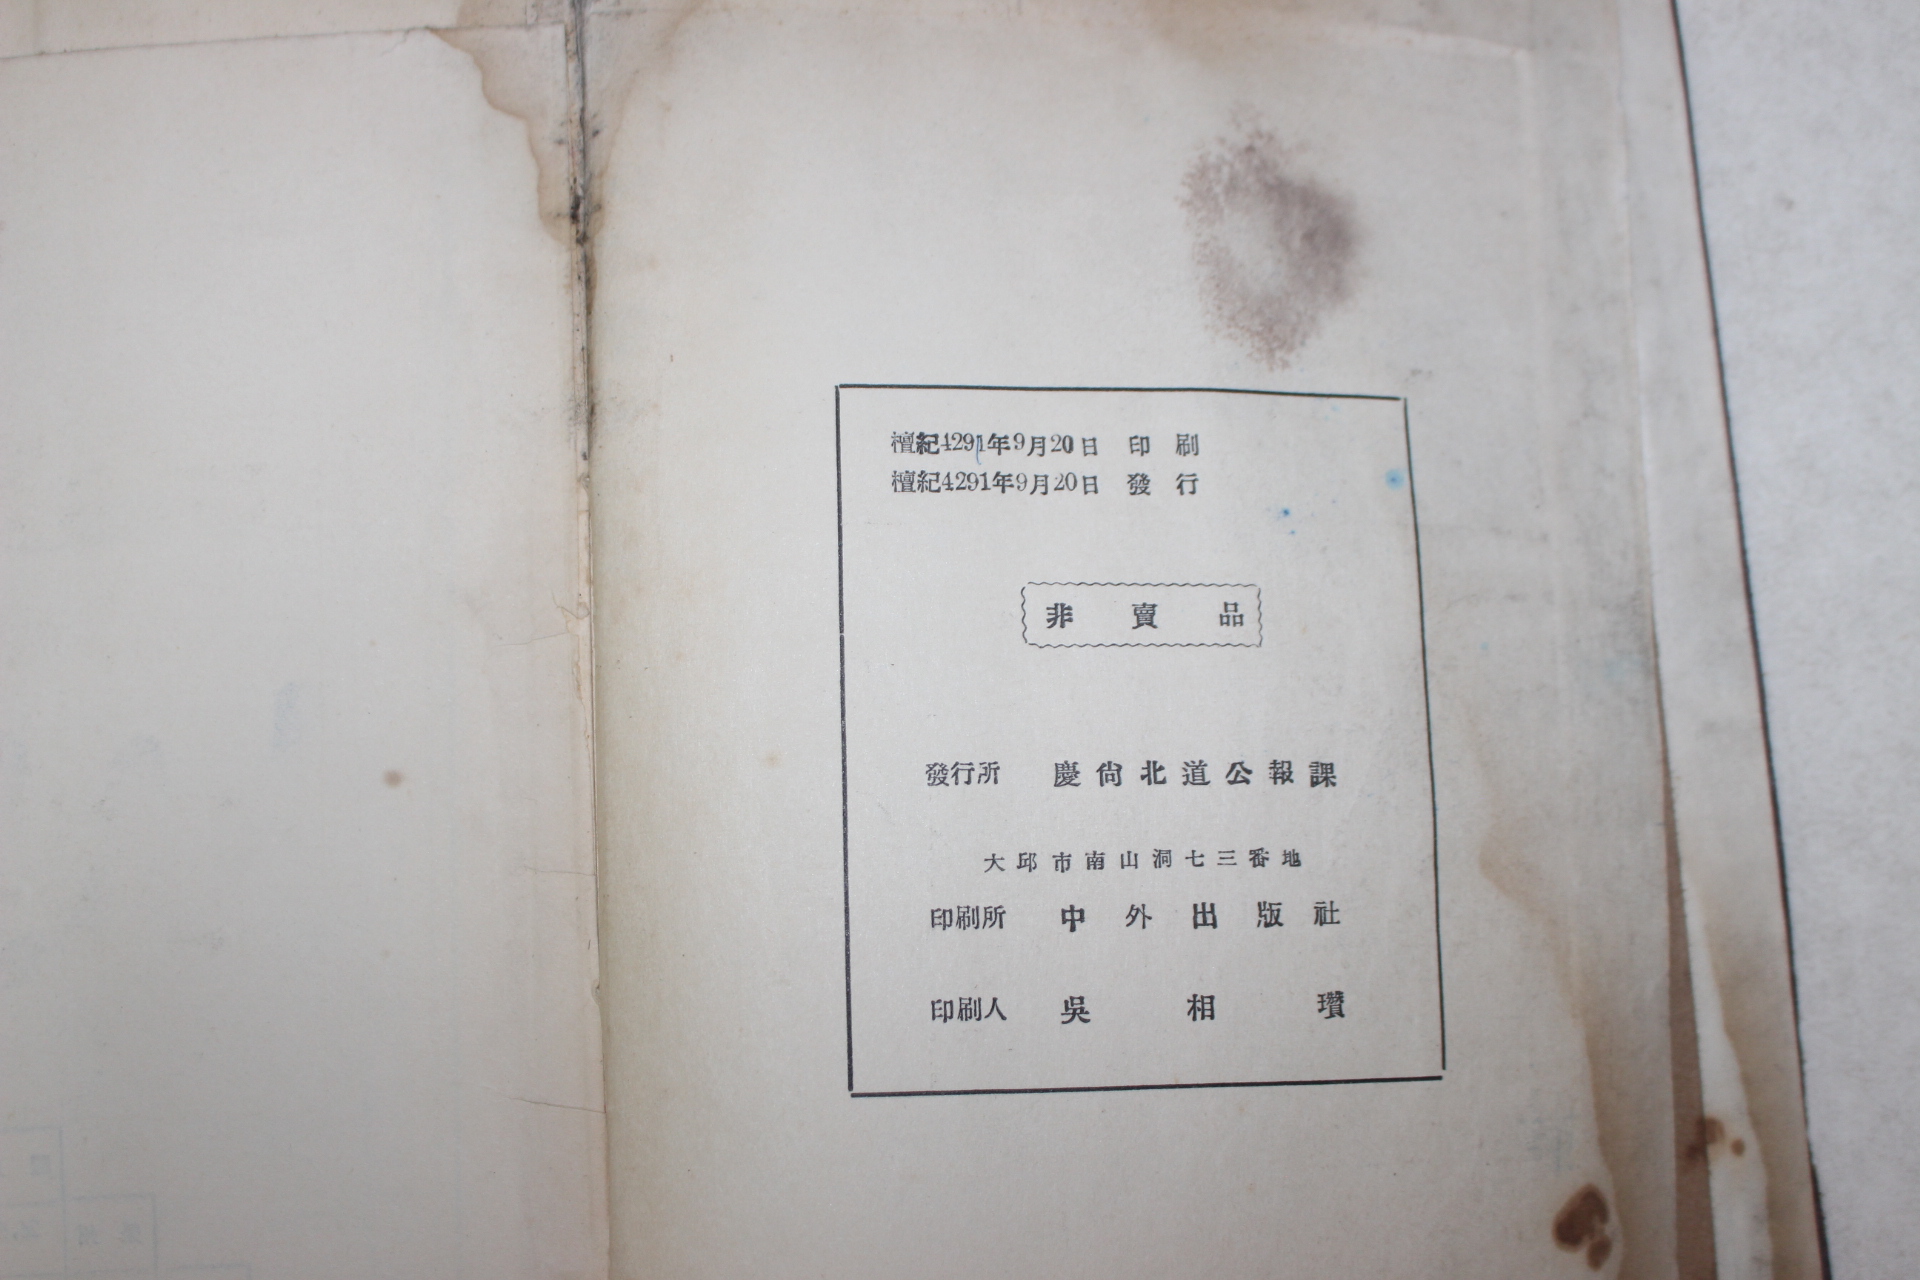 檀紀4291年9月20日 印刷
檀紀4291年9月20日 發行
非賣品
發行所 慶尙北道公報課
大邱市南山洞七三番地
印刷所 中外出版社
印刷人 吳相瓚